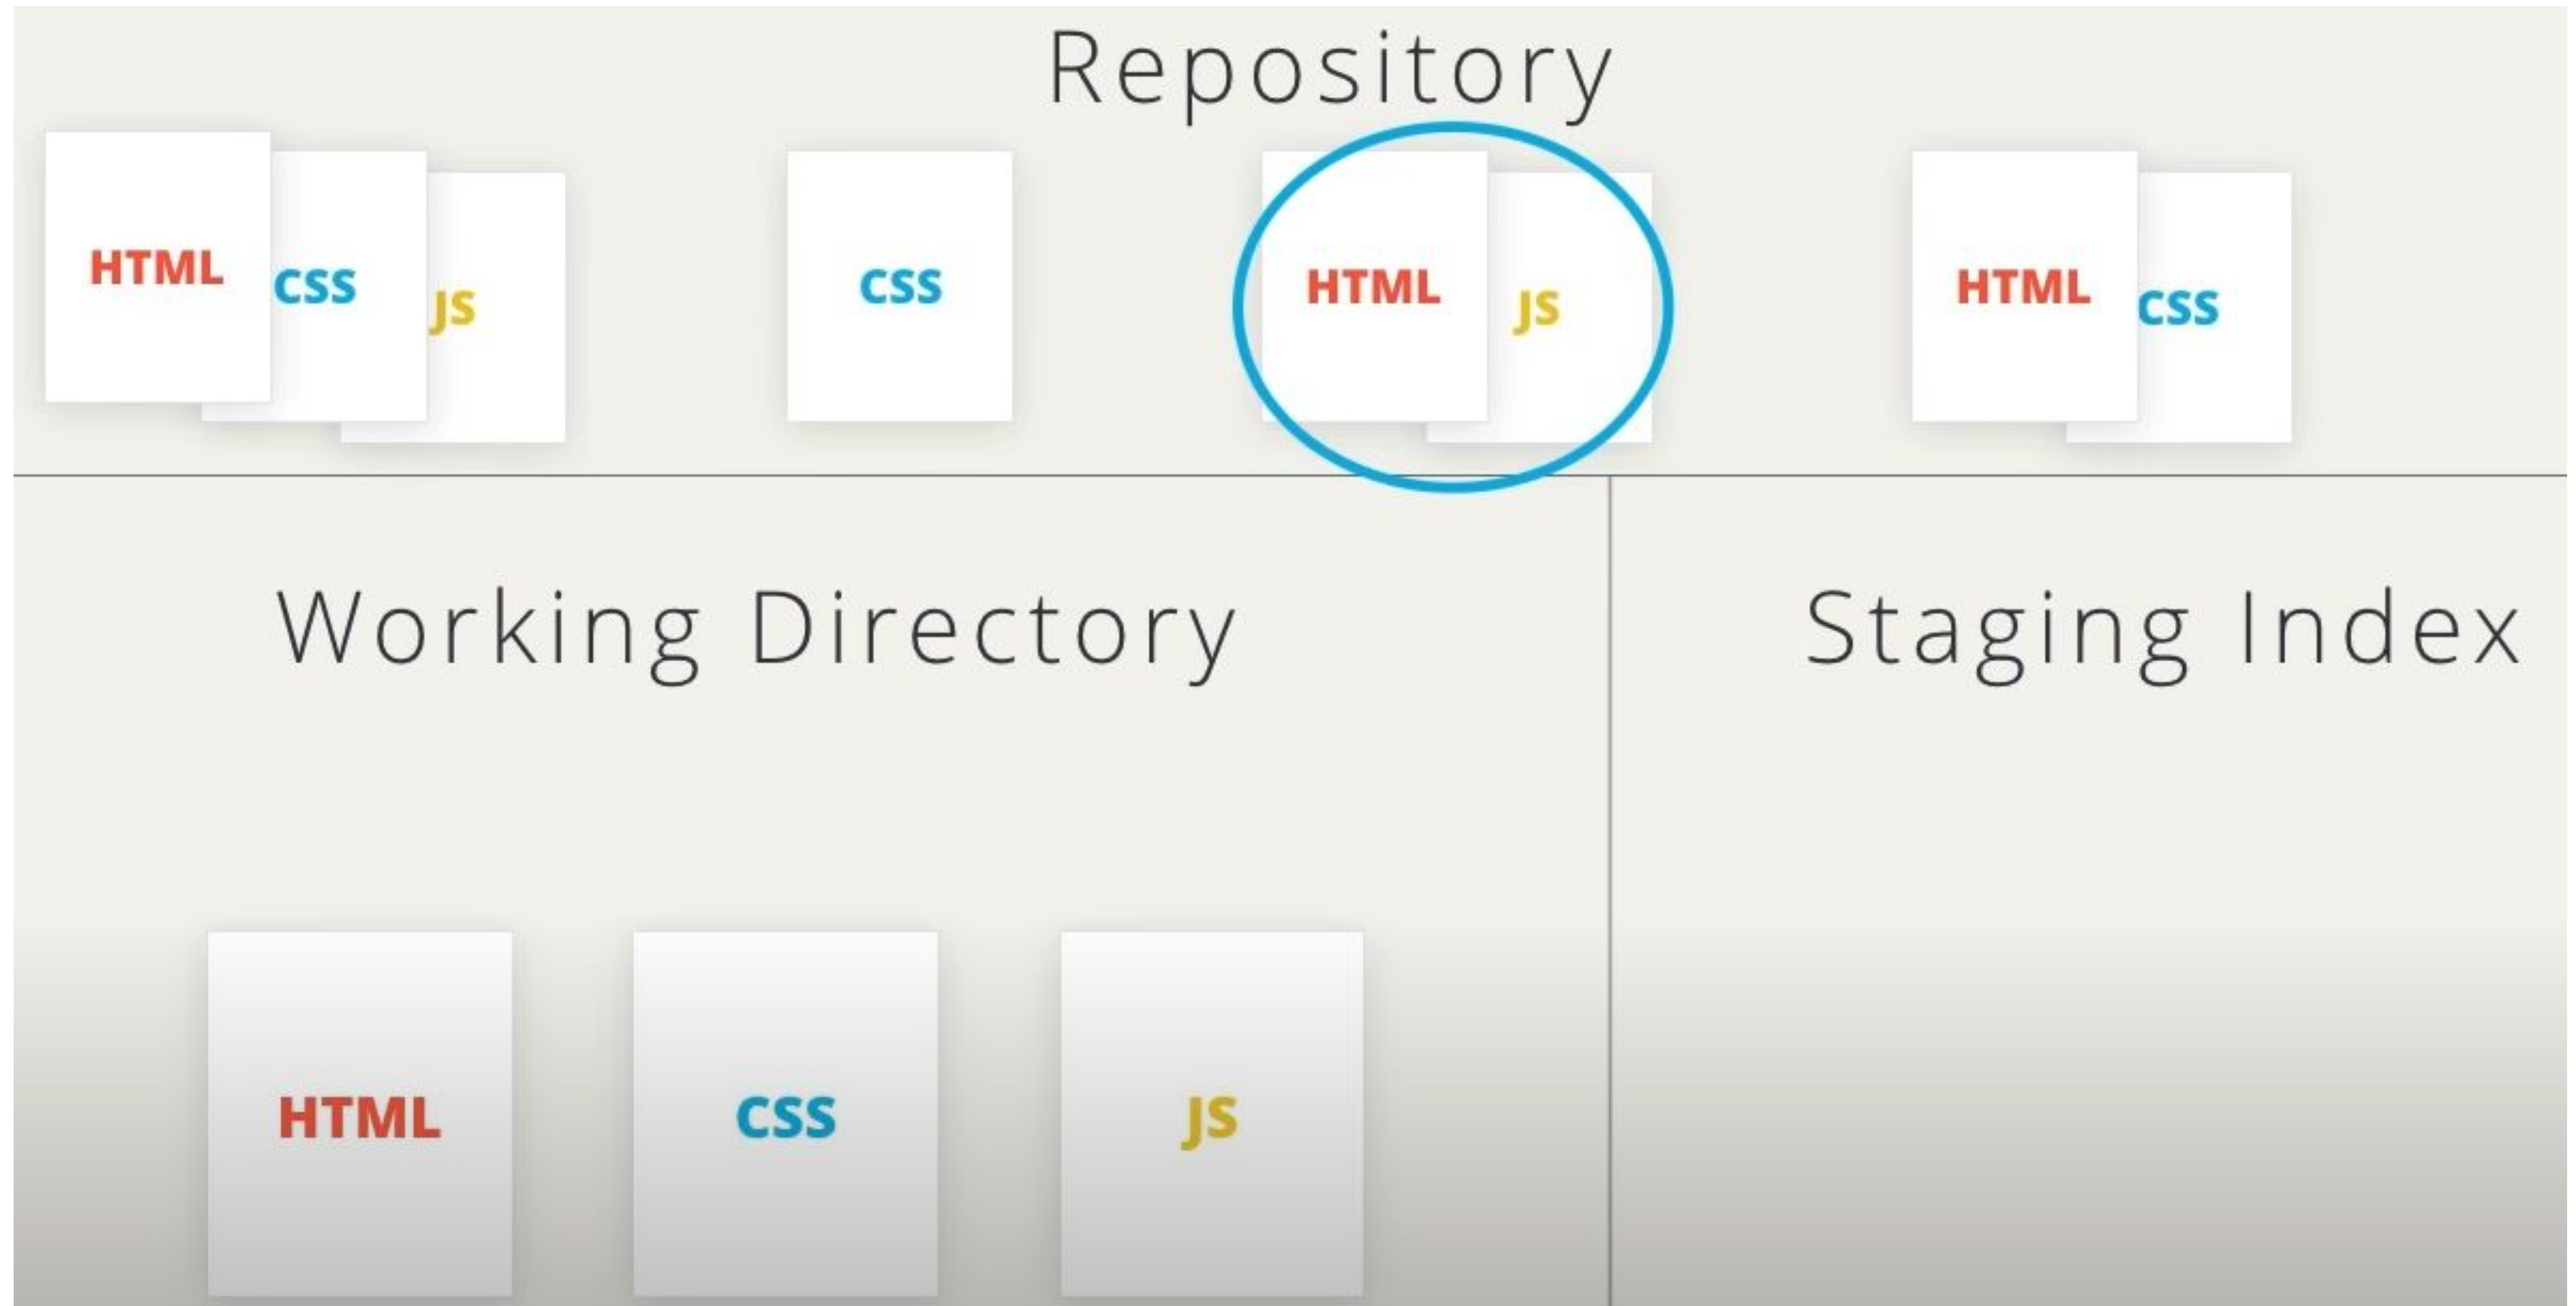 Repository
HTML CSS JS CSS HTML JS HTML CSS
Working Directory
Staging Index
HTML CSS JS